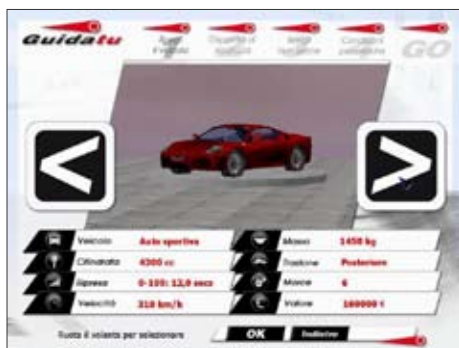 Guidatu
GO
Veicolo Auto sportiva
Massa 1450 kg
Cilindrata 4300 cc
Trazione Posteriore
Ripresa 0-100: 12,0 secs
Marce 6
Velocità 310 km/h
Valore 160000 €
Ruota il volante per selezionare
OK
Indietro